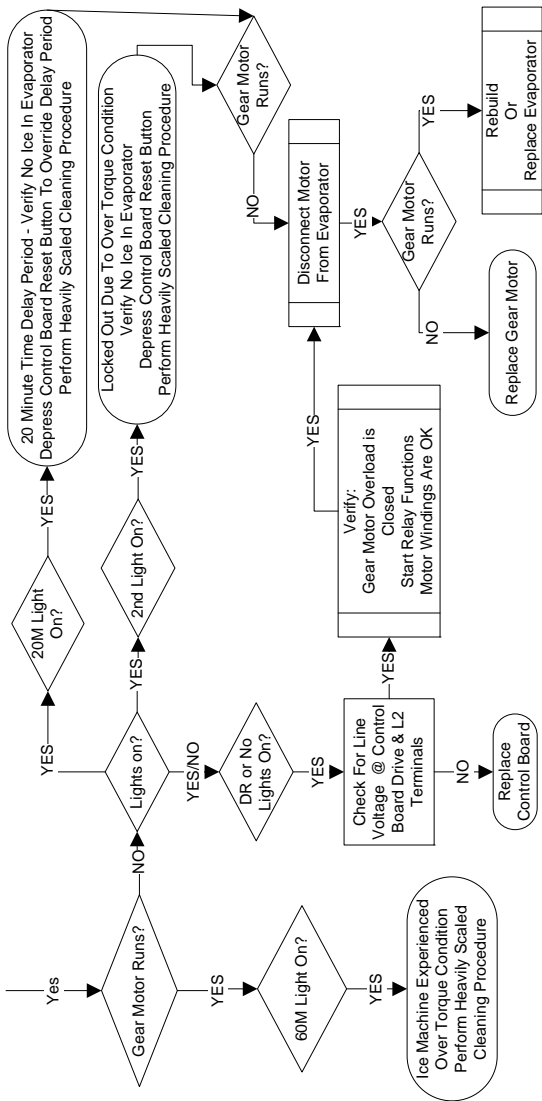 Yes
Gear Motor Runs?
NO
Lights on?
YES
20M Light
On?
YES
20 Minute Time Delay Period - Verify No Ice In Evaporator
Depress Control Board Reset Button To Override Delay Period
Perform Heavily Scaled Cleaning Procedure
YES
2nd Light On?
YES
Locked Out Due To Over Torque Condition
Verify No Ice In Evaporator
Depress Control Board Reset Button
Perform Heavily Scaled Cleaning Procedure
Gear Motor
Runs?
NO
YES/NO
DR or No
Lights On?
YES
Check For Line
Voltage @ Control
Board Drive & L2
Terminals
NO
Replace
Control Board
YES
Verify:
Gear Motor Overload is
Closed
Start Relay Functions
Motor Windings Are OK
YES
Disconnect Motor
From Evaporator
YES
Gear Motor
Runs?
YES
Rebuild
Or
Replace Evaporator
NO
Replace Gear Motor
YES
60M Light On?
YES
Ice Machine Experienced
Over Torque Condition
Perform Heavily Scaled
Cleaning Procedure